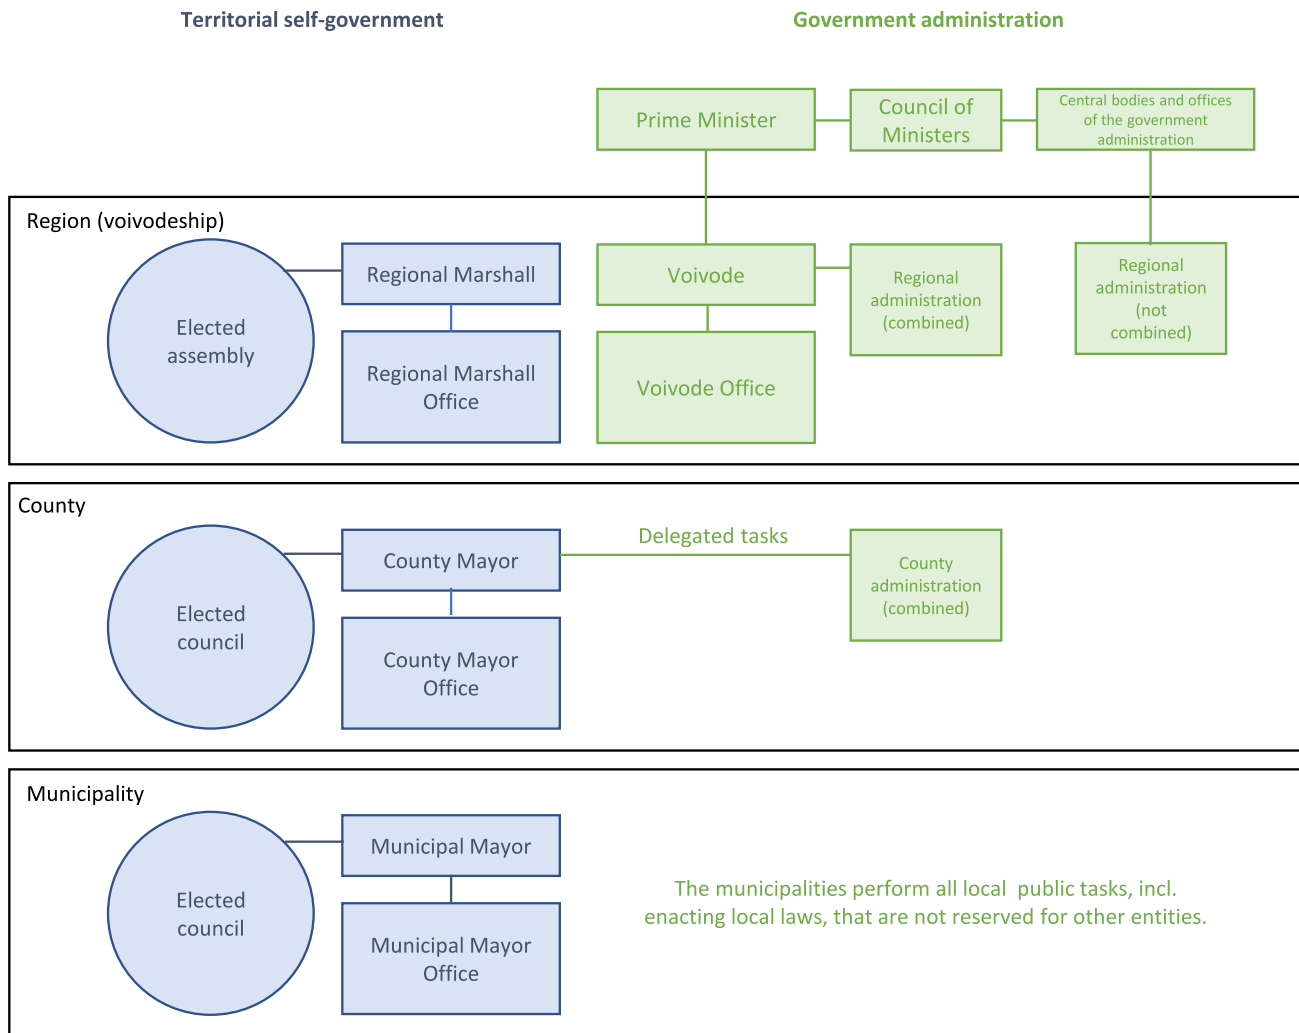 Territorial self-government
Government administration
Prime Minister
Council of
Ministers
Central bodies and offices
of the government
administration
Region (voivodeship)
Elected
assembly
Regional Marshall
Regional Marshall
Office
Voivode
Voivode Office
Regional
administration
(combined)
Regional
administration
(not
combined)
County
Elected
council
County Mayor
County Mayor
Office
Delegated tasks
County
administration
(combined)
Municipality
Elected
council
Municipal Mayor
Municipal Mayor
Office
The municipalities perform all local  public tasks, incl.
enacting local laws, that are not reserved for other entities.